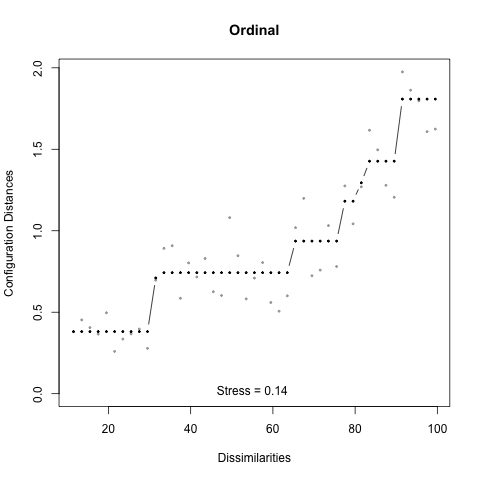 Ordinal
Configuration Distances
2.0
1.5
1.0
0.5
0.0
Stress = 0.14
20 40 60 80 100
Dissimilarities